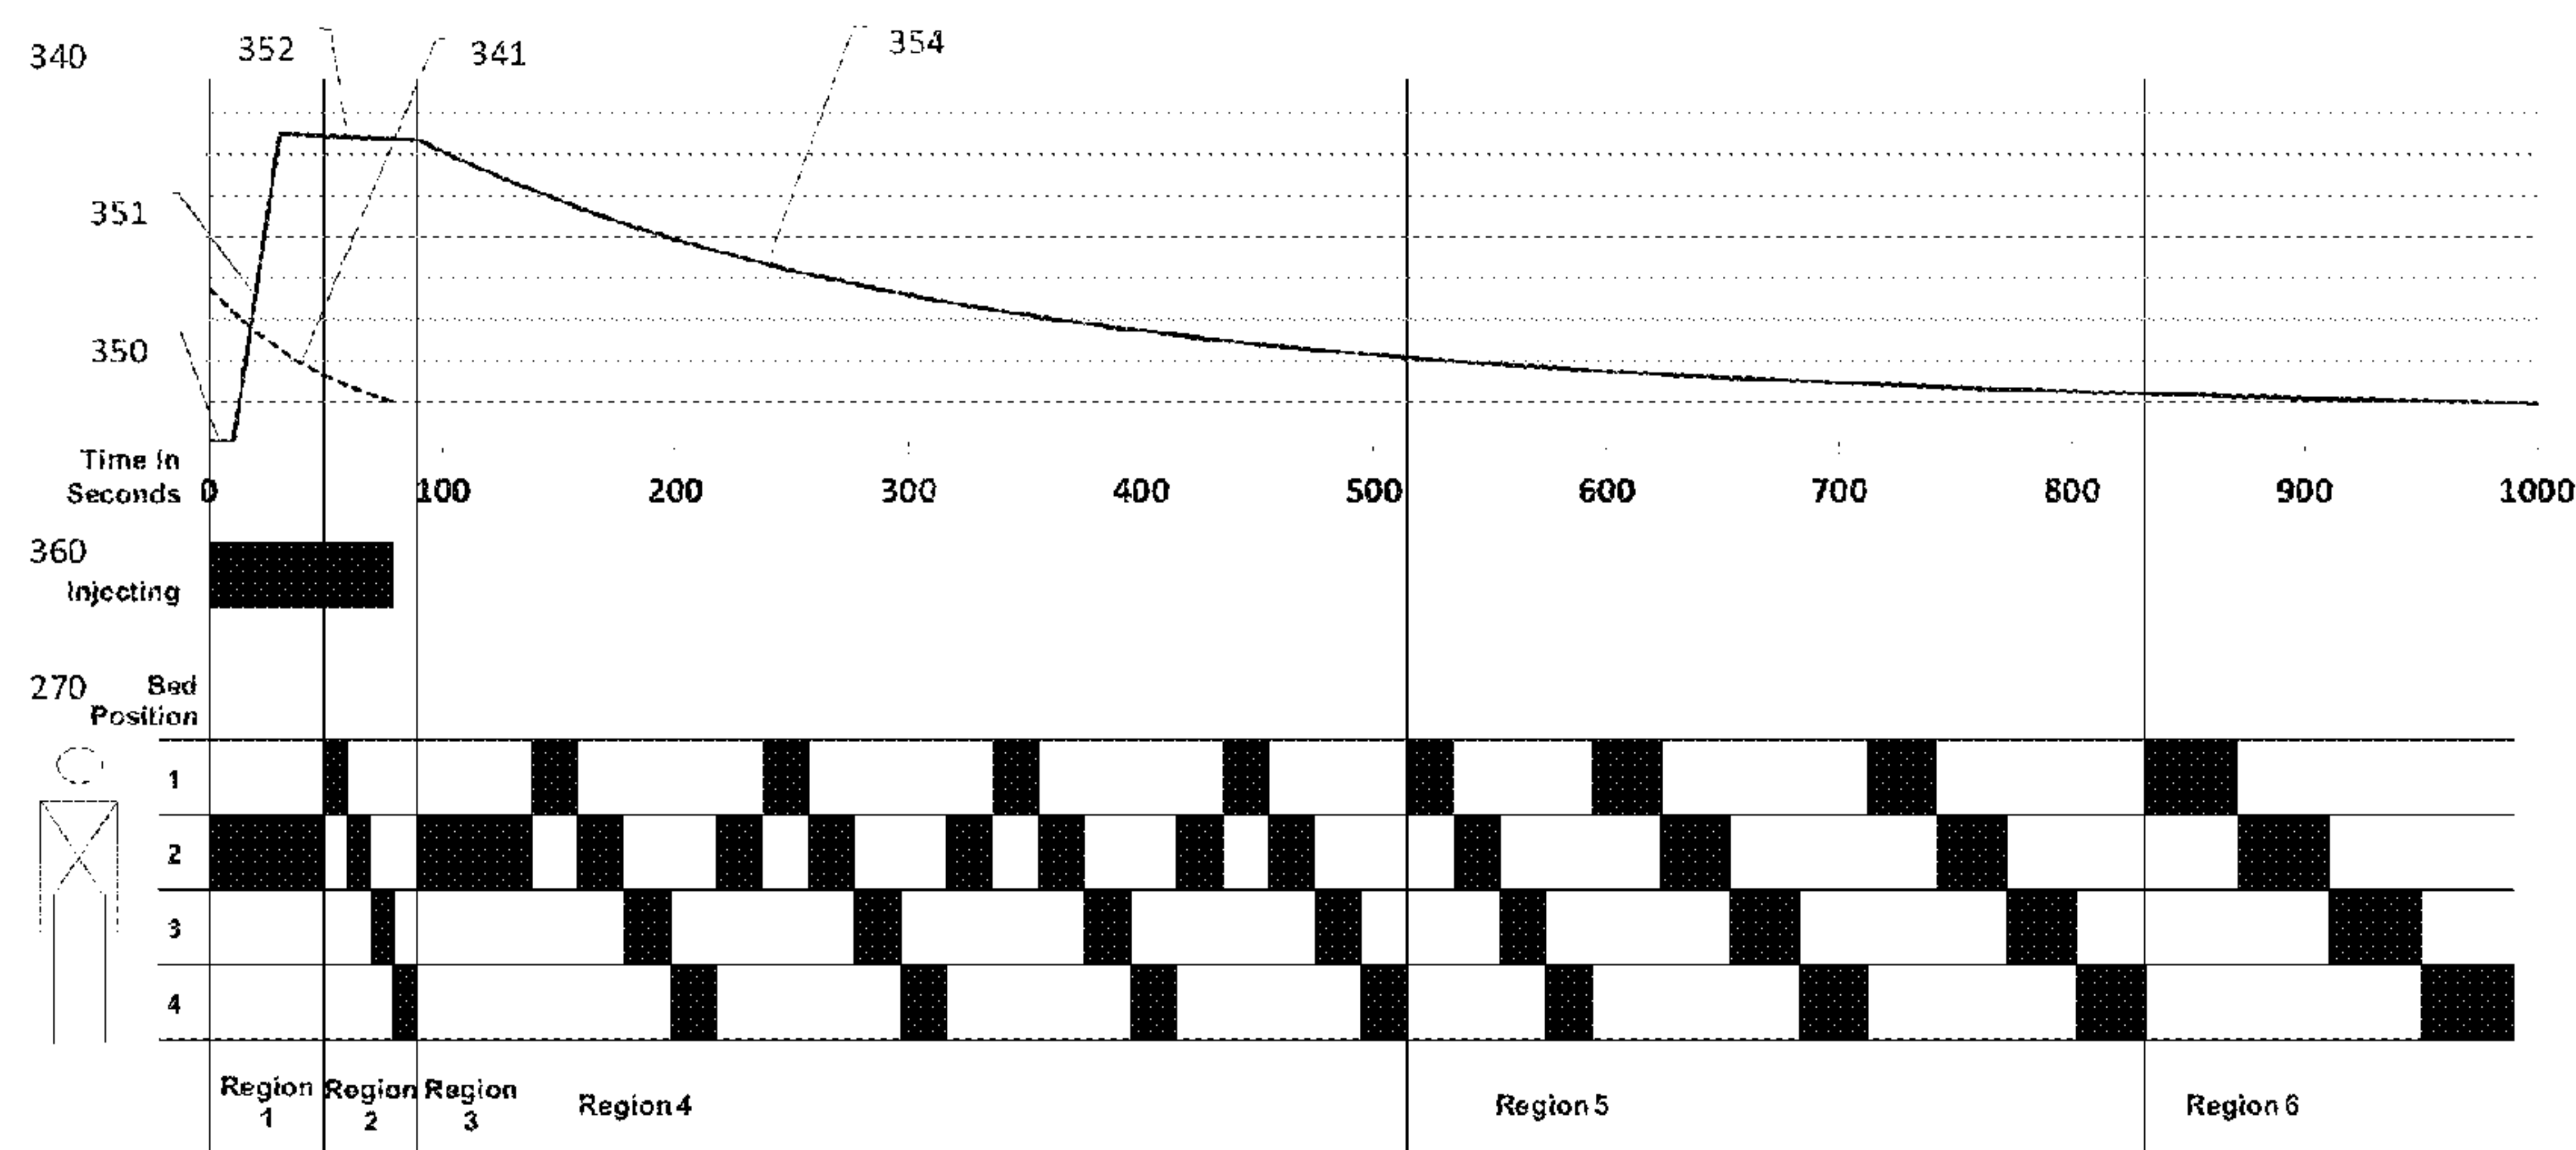 340
352
341
354
351
350
Time in
Seconds 0 100 200 300 400 500 600 700 800 900 1000
360
Injecting
270 Bed
Position
1
2
3
4
Region Region Region
1 2 3
Region 4 Region 5 Region 6